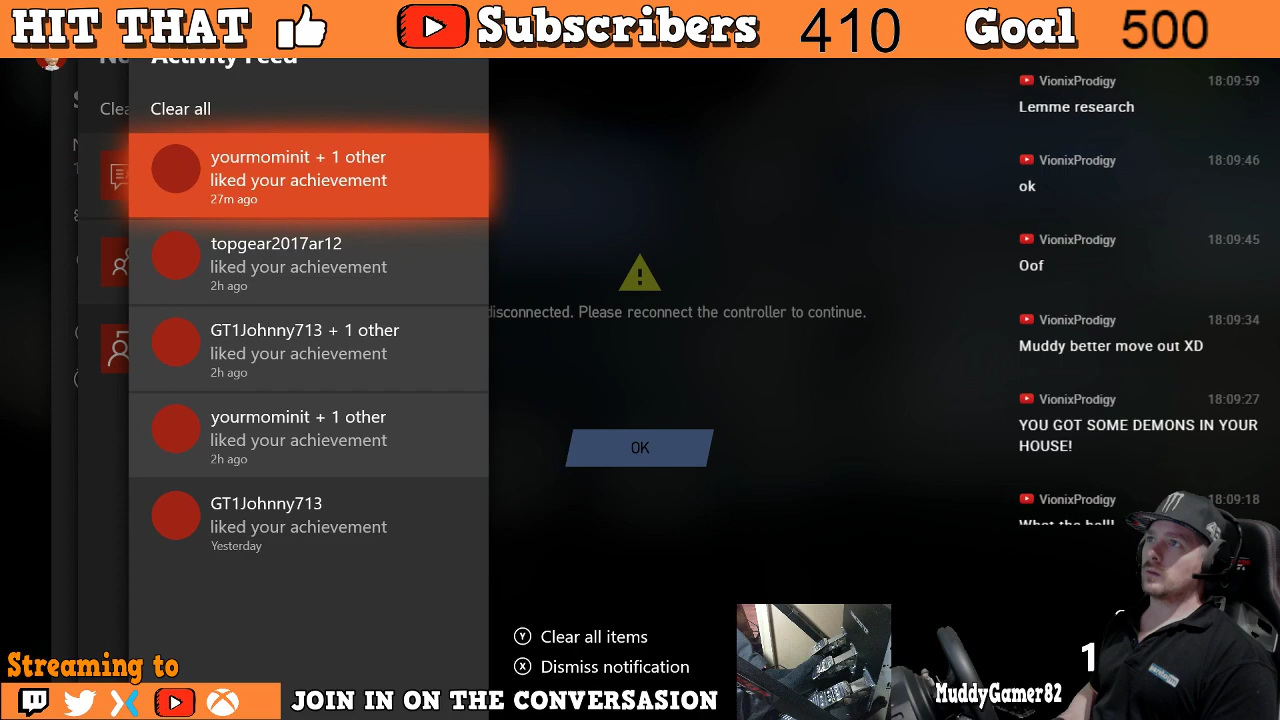 HIT THAT
Subscribers 410
Goal 500
Activity Feed
Clear all
yourmominit + 1 other
liked your achievement
27m ago
topgear2017ar12
liked your achievement
2h ago
GT1Johnny713 + 1 other
liked your achievement
2h ago
yourmominit + 1 other
liked your achievement
2h ago
GT1Johnny713
liked your achievement
Yesterday
disconnected. Please reconnect the controller to continue.
OK
Clear all items
Dismiss notification
VionixProdigy 18:09:59
Lemme research
VionixProdigy 18:09:46
ok
VionixProdigy 18:09:45
Oof
VionixProdigy 18:09:34
Muddy better move out XD
VionixProdigy 18:09:27
YOU GOT SOME DEMONS IN YOUR
HOUSE!
VionixProdigy 18:09:18
What the hell!
1
Streaming to
JOIN IN ON THE CONVERSASION
MuddyGamer82